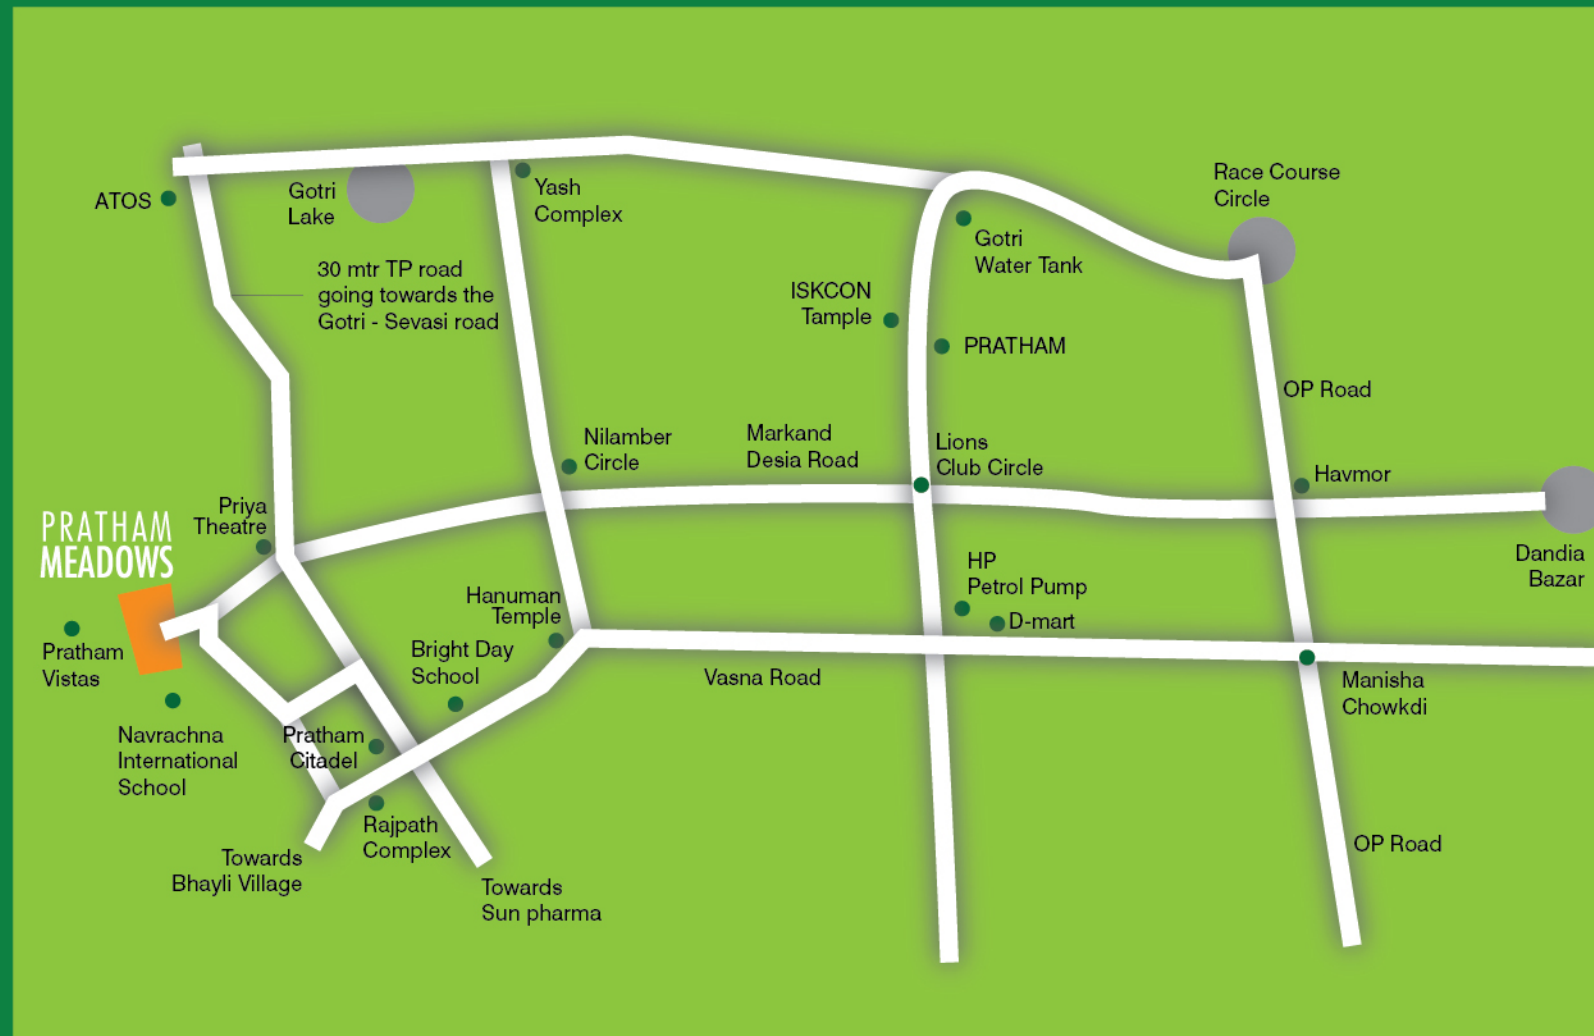 Race Course
Circle
ATOS
Gotri
Lake
Yash
Complex
Gotri
Water Tank
30 mtr TP road
going towards the
Gotri - Sevasi road
ISKCON
Tample
PRATHAM
OP Road
Nilamber
Circle
Markand
Desia Road
Lions
Club Circle
Havmor
Priya
Theatre
PRATHAM
MEADOWS
Dandia
Bazar
HP
Petrol Pump
D-mart
Hanuman
Temple
Pratham
Vistas
Bright Day
School
Vasna Road
Manisha
Chowkdi
Navrachna
International
School
Pratham
Citadel
Rajpath
Complex
OP Road
Towards
Bhayli Village
Towards
Sun pharma